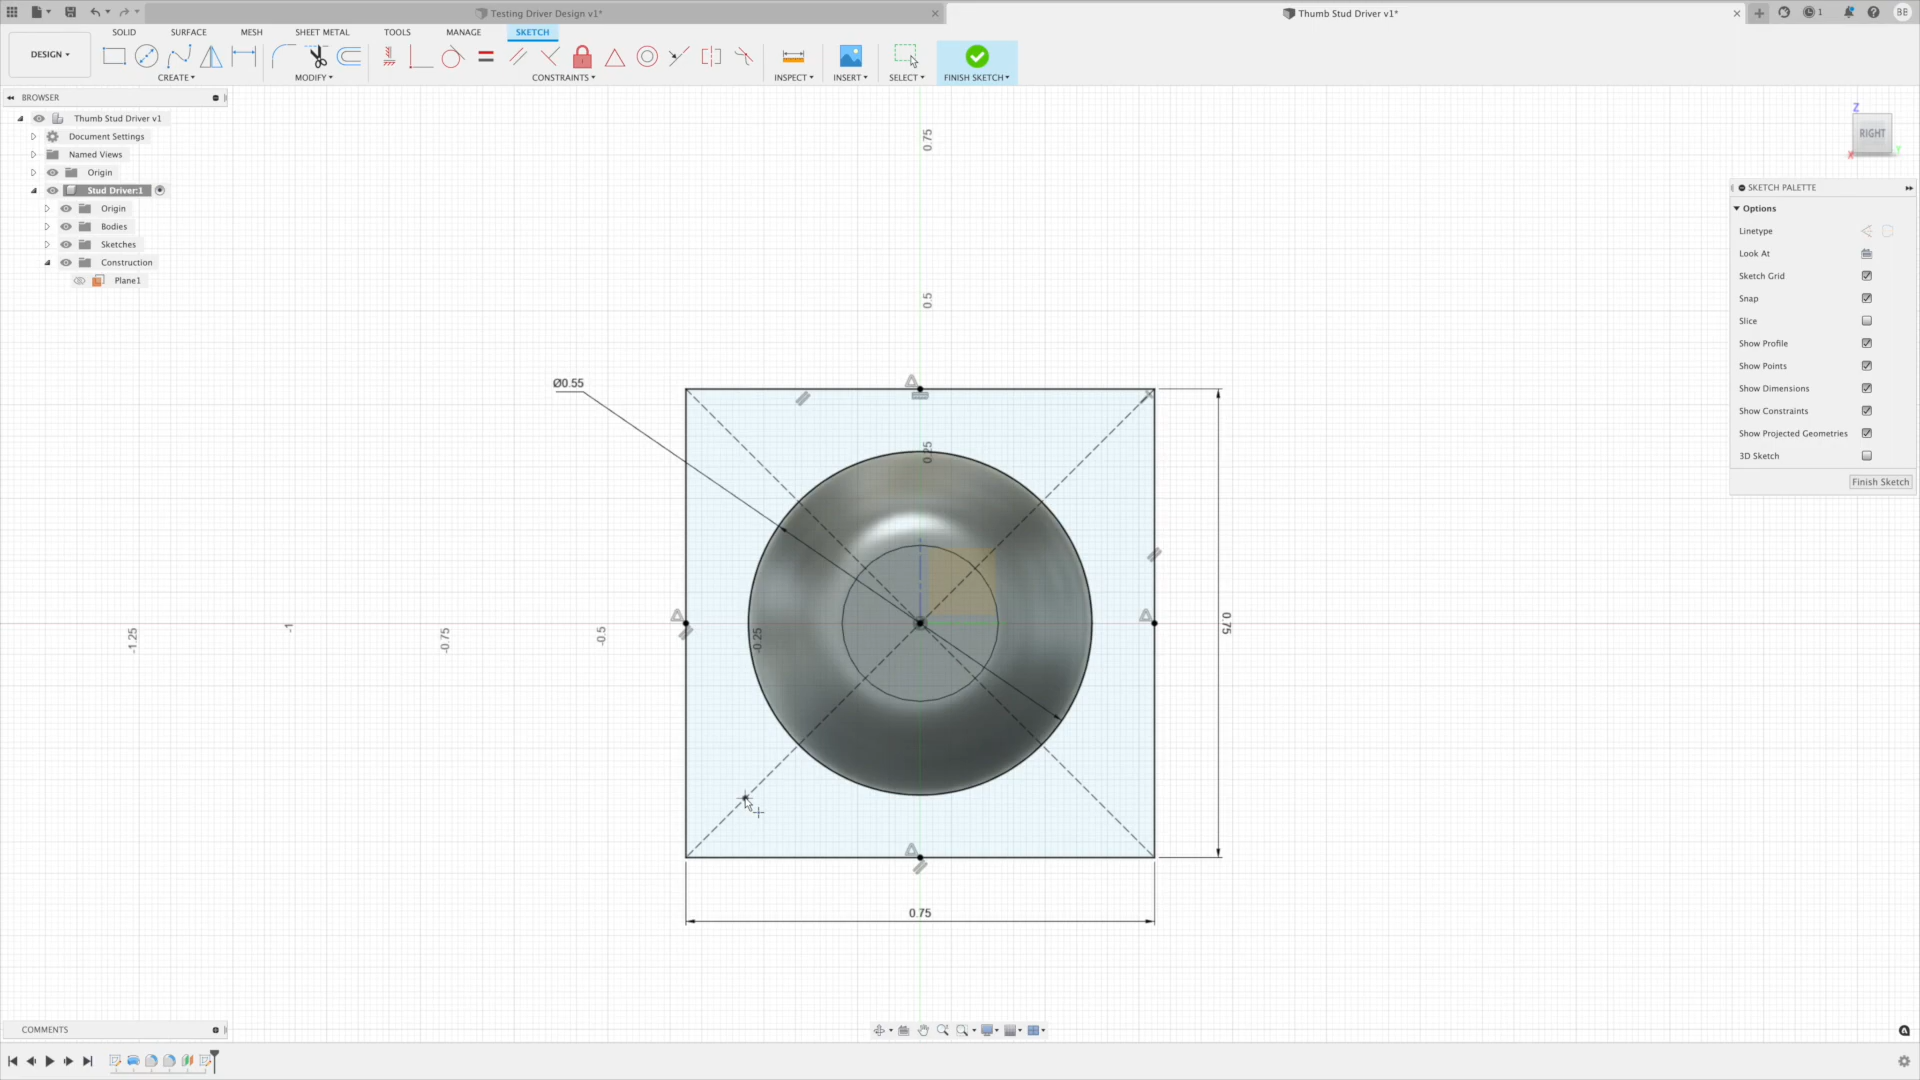 Testing Driver Design v1*
Thumb Stud Driver v1*
1
BE
DESIGN
SOLID
SURFACE
MESH
SHEET METAL
TOOLS
MANAGE
SKETCH
CREATE
MODIFY
CONSTRAINTS
INSPECT
INSERT
SELECT
FINISH SKETCH
BROWSER
Thumb Stud Driver v1
Document Settings
Named Views
Origin
Stud Driver:1
Origin
Bodies
Sketches
Construction
Plane1
Z
RIGHT
X
Y
SKETCH PALETTE
Options
Linetype
Look At
Sketch Grid
Snap
Slice
Show Profile
Show Points
Show Dimensions
Show Constraints
Show Projected Geometries
3D Sketch
Finish Sketch
0.75
0.5
0.25
Ø0.55
-1.25
-1
-0.75
-0.5
-0.25
0.75
0.75
COMMENTS